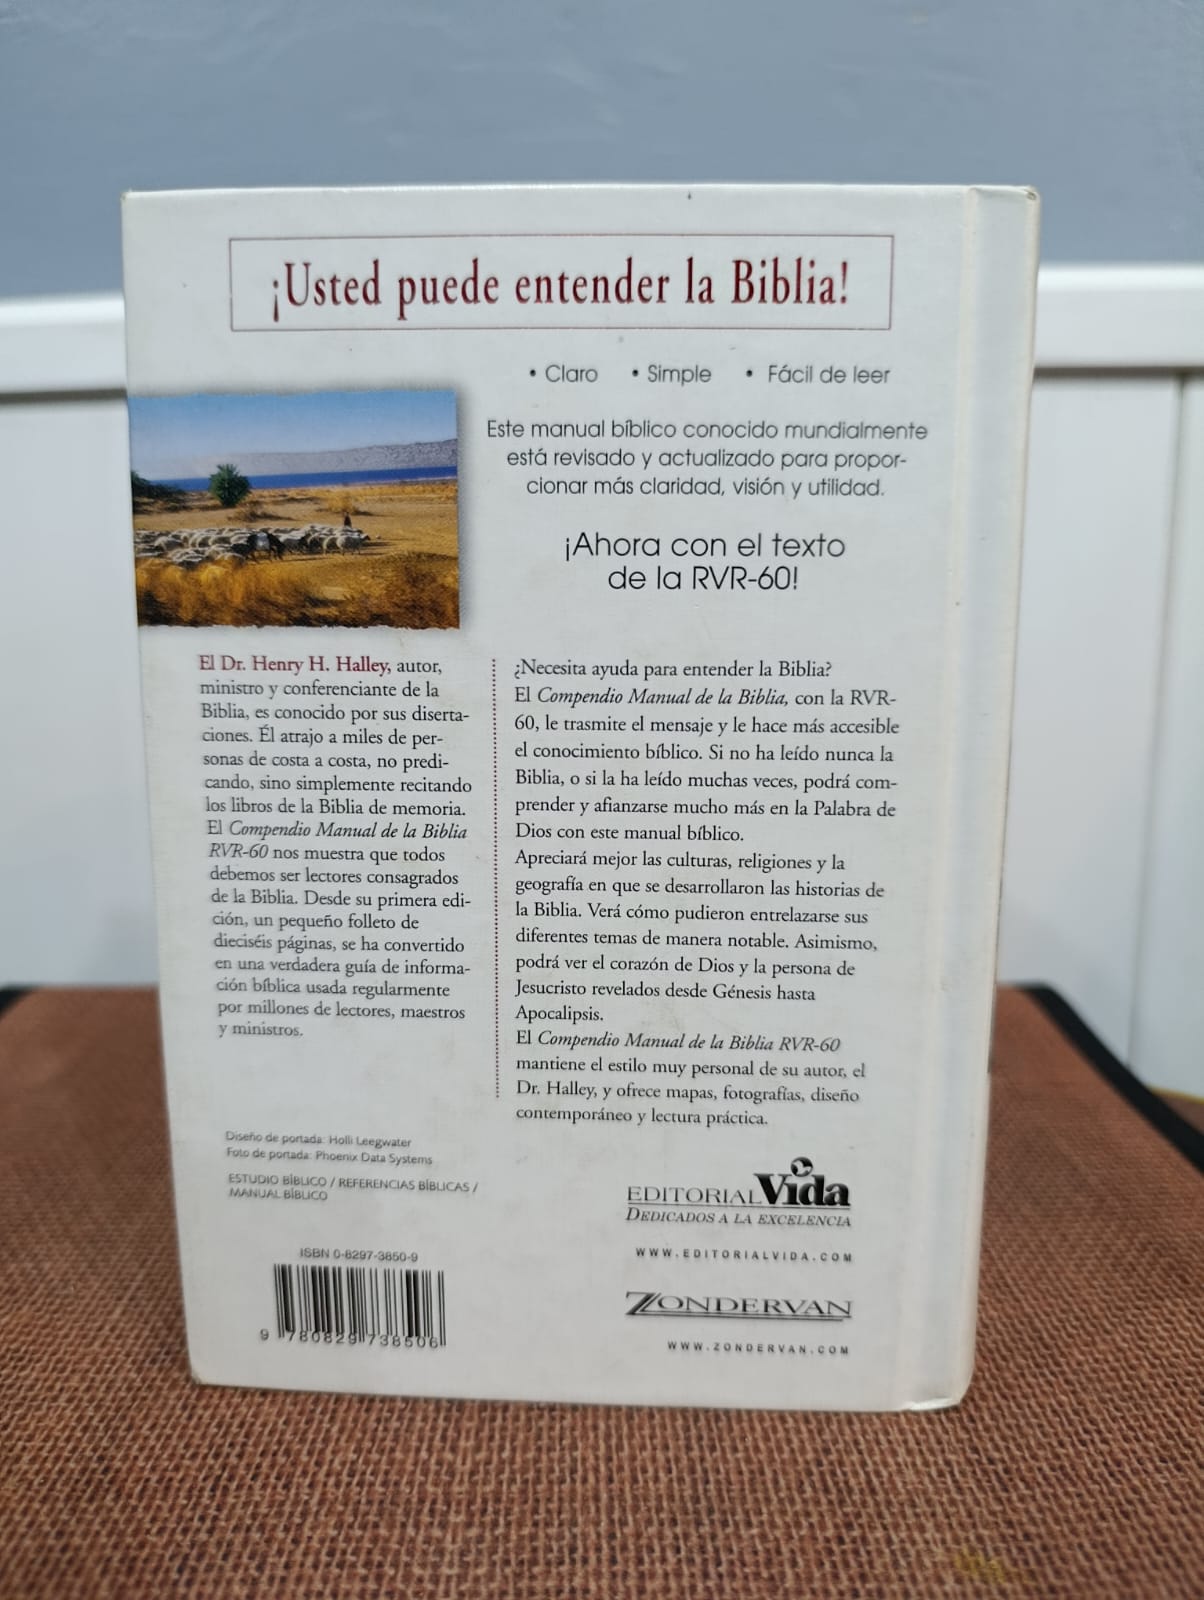 ¡Usted puede entender la Biblia!
• Claro • Simple • Fácil de leer
Este manual bíblico conocido mundialmente
está revisado y actualizado para propor-
cionar más claridad, visión y utilidad.
¡Ahora con el texto
de la RVR-60!
El Dr. Henry H. Halley, autor,
ministro y conferenciante de la
Biblia, es conocido por sus diserta-
ciones. Él atrajo a miles de per-
sonas de costa a costa, no predi-
cando, sino simplemente recitando
los libros de la Biblia de memoria.
El Compendio Manual de la Biblia
RVR-60 nos muestra que todos
debemos ser lectores consagrados
de la Biblia. Desde su primera edi-
ción, un pequeño folleto de
dieciséis páginas, se ha convertido
en una verdadera guía de informa-
ción bíblica usada regularmente
por millones de lectores, maestros
y ministros.
¿Necesita ayuda para entender la Biblia?
El Compendio Manual de la Biblia, con la RVR-
60, le trasmite el mensaje y le hace más accesible
el conocimiento bíblico. Si no ha leído nunca la
Biblia, o si la ha leído muchas veces, podrá com-
prender y afianzarse mucho más en la Palabra de
Dios con este manual bíblico.
Apreciará mejor las culturas, religiones y la
geografía en que se desarrollaron las historias de
la Biblia. Verá cómo pudieron entrelazarse sus
diferentes temas de manera notable. Asimismo,
podrá ver el corazón de Dios y la persona de
Jesucristo revelados desde Génesis hasta
Apocalipsis.
El Compendio Manual de la Biblia RVR-60
mantiene el estilo muy personal de su autor, el
Dr. Halley, y ofrece mapas, fotografías, diseño
contemporáneo y lectura práctica.
Diseño de portada: Holli Leegwater
Foto de portada: Phoenix Data Systems
ESTUDIO BÍBLICO / REFERENCIAS BÍBLICAS /
MANUAL BÍBLICO
ISBN 0-8297-3850-9
9 780829 738506
EDITORIAL Vida
DEDICADOS A LA EXCELENCIA
WWW.EDITORIALVIDA.COM
ZONDERVAN
WWW.ZONDERVAN.COM